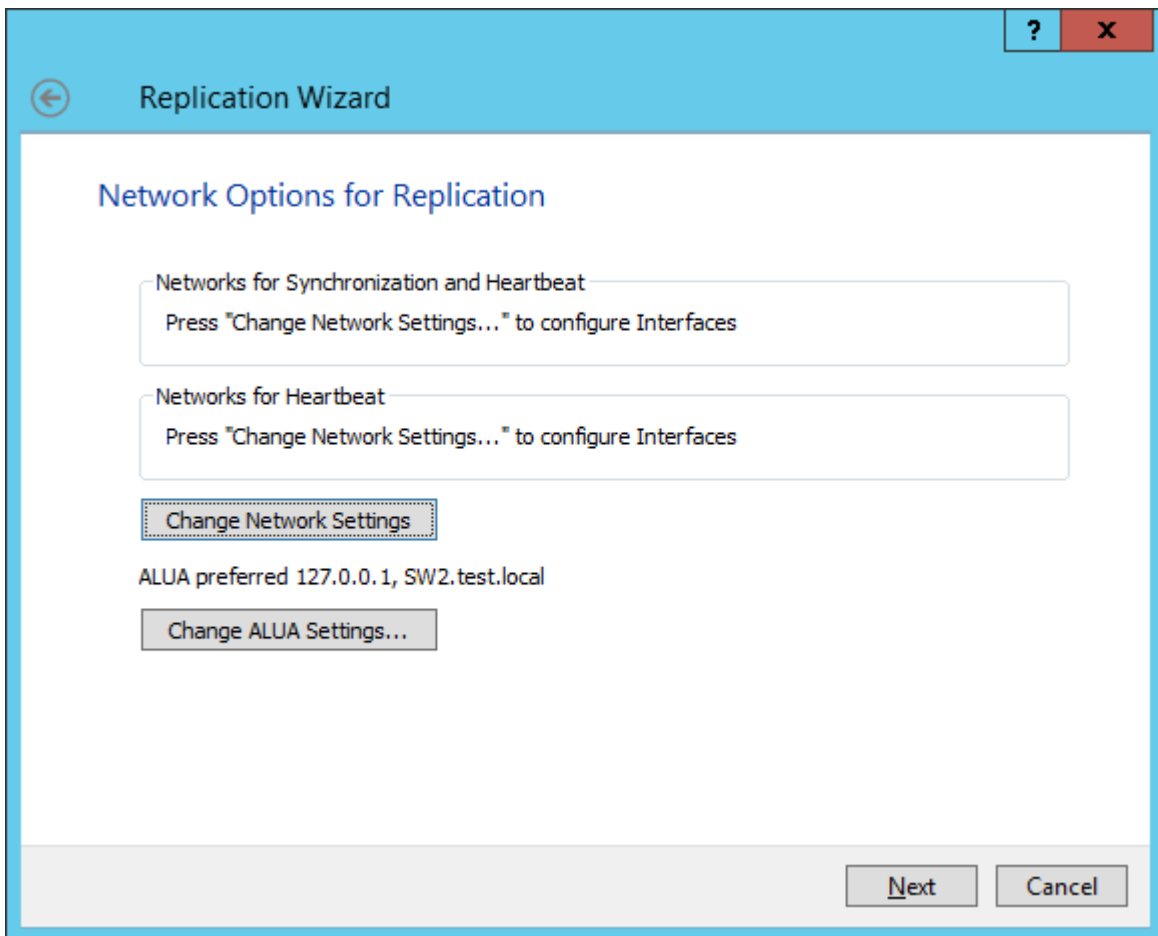 ?
x
Replication Wizard
Network Options for Replication
Networks for Synchronization and Heartbeat
Press "Change Network Settings..." to configure Interfaces
Networks for Heartbeat
Press "Change Network Settings..." to configure Interfaces
Change Network Settings
ALUA preferred 127.0.0.1, SW2.test.local
Change ALUA Settings...
Next Cancel